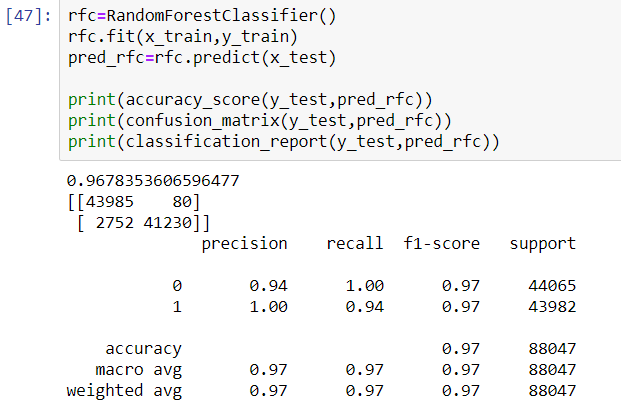 [47]: rfc=RandomForestClassifier()
rfc.fit(x_train,y_train)
pred_rfc=rfc.predict(x_test)
print(accuracy_score(y_test,pred_rfc))
print(confusion_matrix(y_test,pred_rfc))
print(classification_report(y_test,pred_rfc))
0.9678353606596477
[[43985    80]
 [ 2752 41230]]
              precision    recall  f1-score   support
           0       0.94      1.00      0.97     44065
           1       1.00      0.94      0.97     43982
    accuracy                           0.97     88047
   macro avg       0.97      0.97      0.97     88047
weighted avg       0.97      0.97      0.97     88047